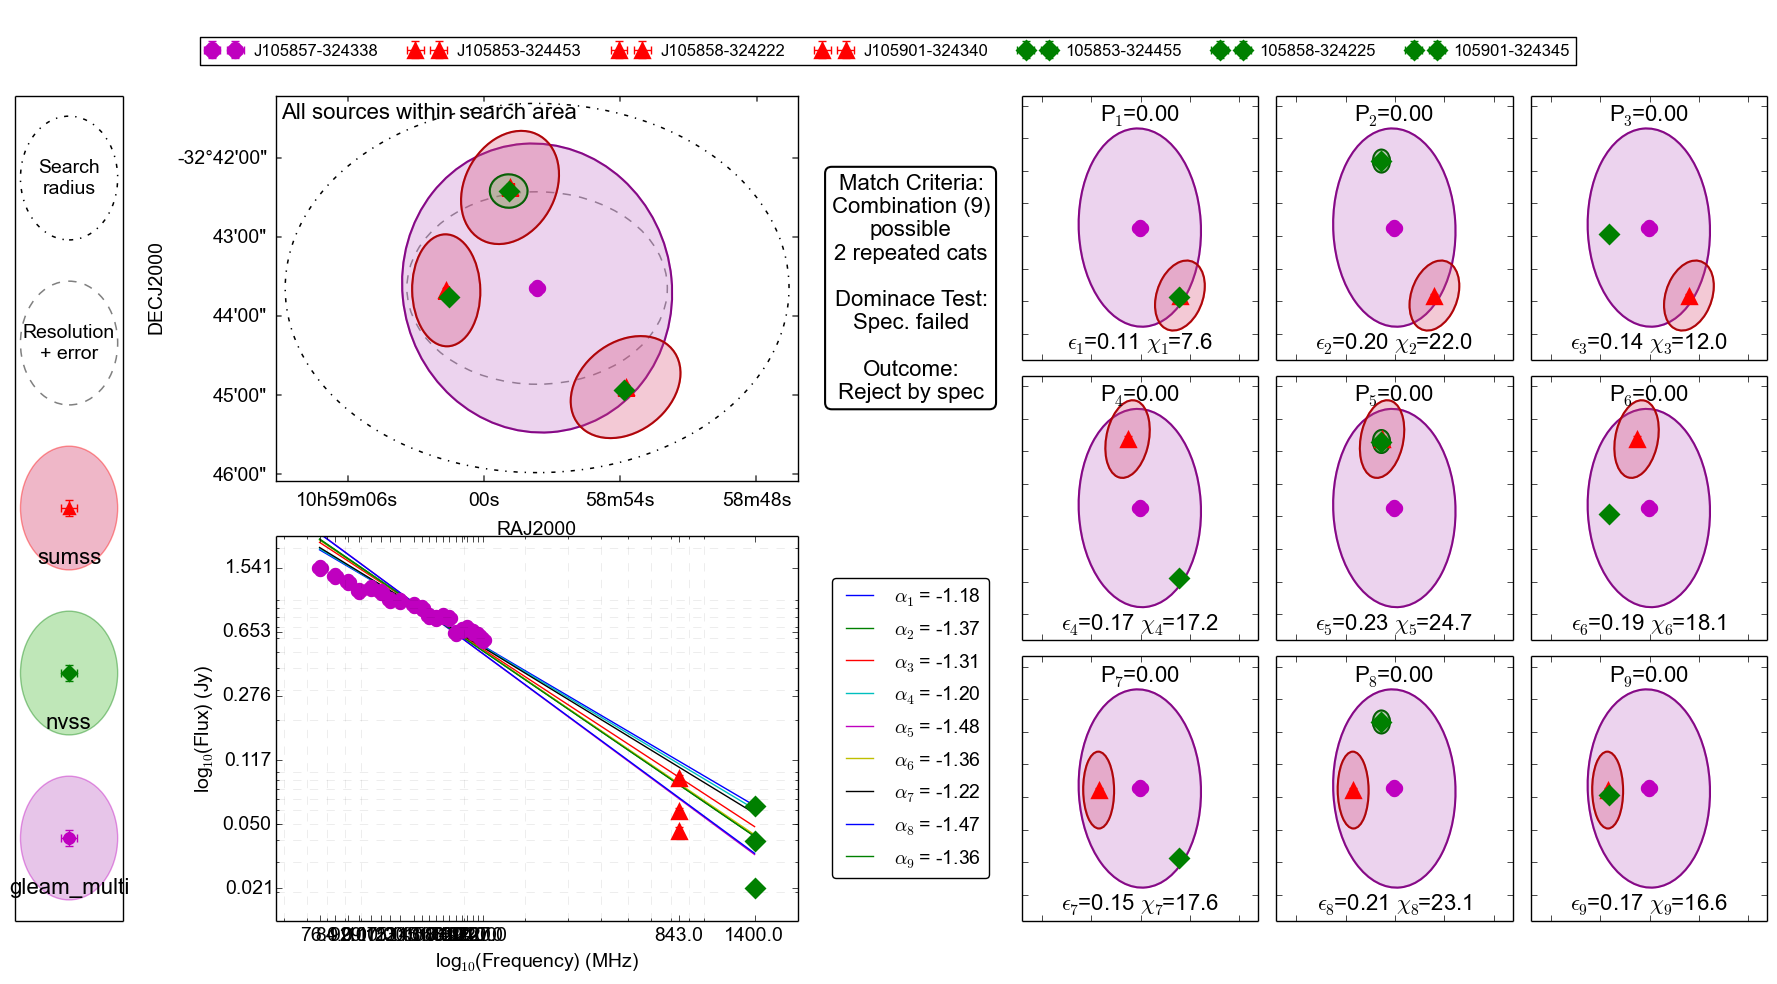 J105857-324338 J105853-324453 J105858-324222 J105901-324340 105853-324455 105858-324225 105901-324345
Search
radius
Resolution
+ error
sumss
nvss
gleam_multi
All sources within search area
DECJ2000
-32°42'00"
43'00"
44'00"
45'00"
46'00"
10h59m06s 00s 58m54s 58m48s
RAJ2000
log₁₀(Flux) (Jy)
1.541
0.653
0.276
0.117
0.050
0.021
843.0 1400.0
log₁₀(Frequency) (MHz)
Match Criteria:
Combination (9)
possible
2 repeated cats
Dominace Test:
Spec. failed
Outcome:
Reject by spec
α₁ = -1.18
α₂ = -1.37
α₃ = -1.31
α₄ = -1.20
α₅ = -1.48
α₆ = -1.36
α₇ = -1.22
α₈ = -1.47
α₉ = -1.36
P₁=0.00
ϵ₁=0.11 χ₁=7.6
P₂=0.00
ϵ₂=0.20 χ₂=22.0
P₃=0.00
ϵ₃=0.14 χ₃=12.0
P₄=0.00
ϵ₄=0.17 χ₄=17.2
P₅=0.00
ϵ₅=0.23 χ₅=24.7
P₆=0.00
ϵ₆=0.19 χ₆=18.1
P₇=0.00
ϵ₇=0.15 χ₇=17.6
P₈=0.00
ϵ₈=0.21 χ₈=23.1
P₉=0.00
ϵ₉=0.17 χ₉=16.6